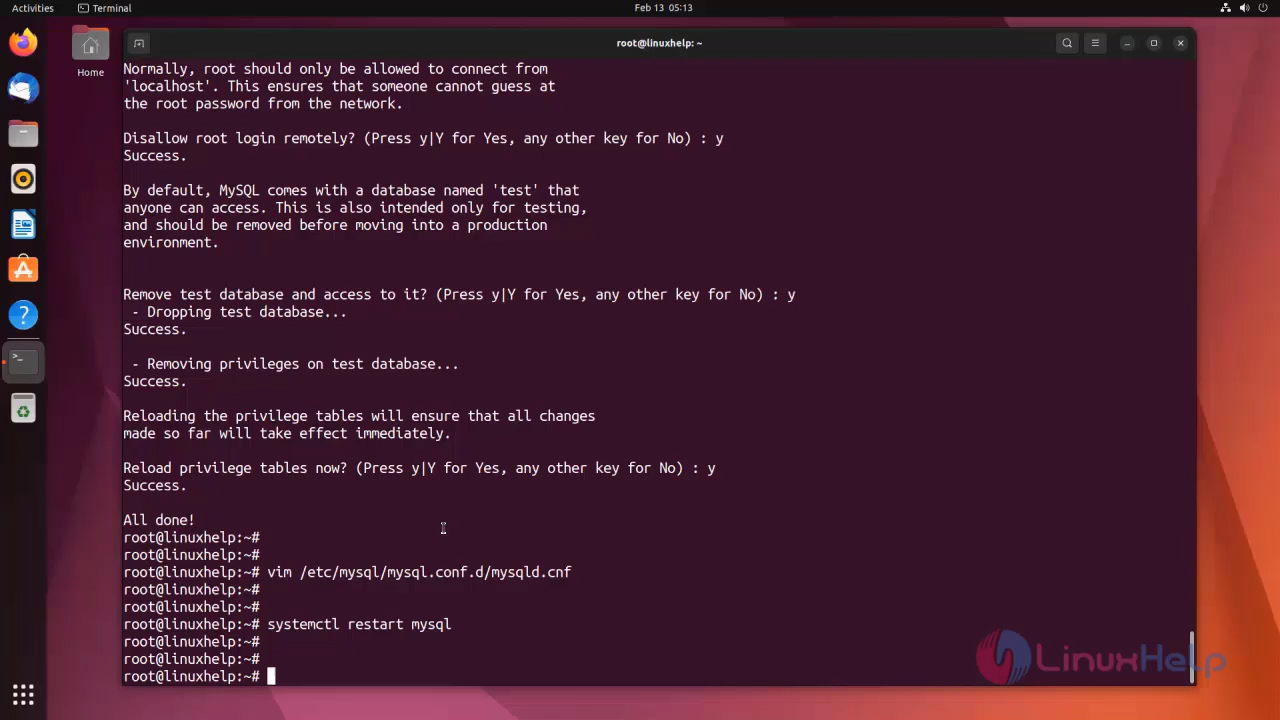 Activities
Terminal
Feb 13 05:13
root@linuxhelp: ~
Home
Normally, root should only be allowed to connect from
'localhost'. This ensures that someone cannot guess at
the root password from the network.
Disallow root login remotely? (Press y|Y for Yes, any other key for No) : y
Success.
By default, MySQL comes with a database named 'test' that
anyone can access. This is also intended only for testing,
and should be removed before moving into a production
environment.
Remove test database and access to it? (Press y|Y for Yes, any other key for No) : y
- Dropping test database...
Success.
- Removing privileges on test database...
Success.
Reloading the privilege tables will ensure that all changes
made so far will take effect immediately.
Reload privilege tables now? (Press y|Y for Yes, any other key for No) : y
Success.
All done!
root@linuxhelp:~#
root@linuxhelp:~#
root@linuxhelp:~# vim /etc/mysql/mysql.conf.d/mysqld.cnf
root@linuxhelp:~#
root@linuxhelp:~#
root@linuxhelp:~# systemctl restart mysql
root@linuxhelp:~#
root@linuxhelp:~#
root@linuxhelp:~#
LinuxHelp